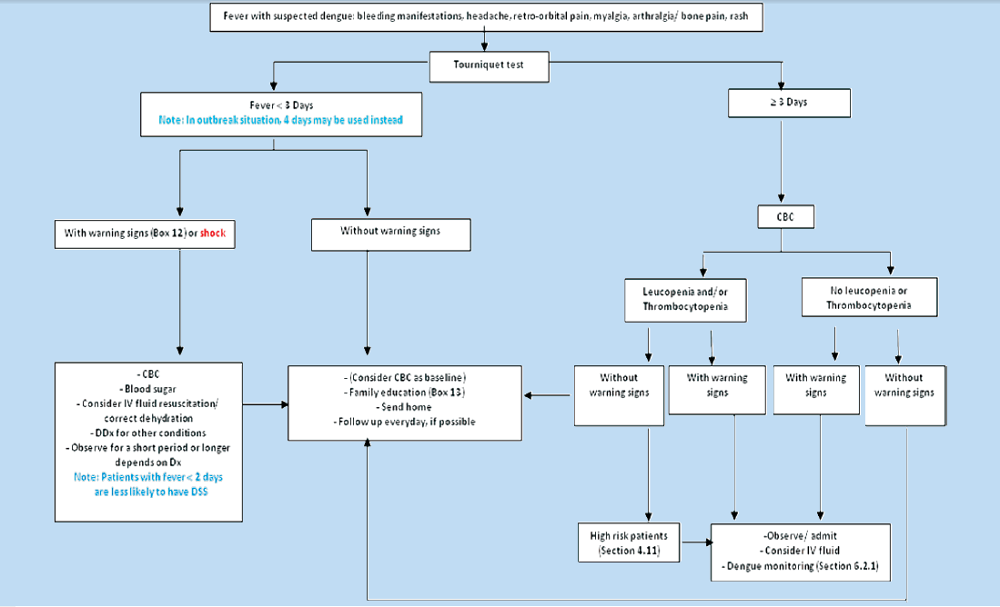 Fever with suspected dengue: bleeding manifestations, headache, retro-orbital pain, myalgia, arthralgia/ bone pain, rash
Tourniquet test
Fever < 3 Days
Note: In outbreak situation, 4 days may be used instead
≥ 3 Days
With warning signs (Box 12) or shock
Without warning signs
CBC
Leucopenia and/or
Thrombocytopenia
No leucopenia or
Thrombocytopenia
- CBC
- Blood sugar
- Consider IV fluid resuscitation/
correct dehydration
- DDx for other conditions
- Observe for a short period or longer
depends on Dx
Note: Patients with fever < 2 days
are less likely to have DSS
- (Consider CBC as baseline)
- Family education (Box 13)
- Send home
- Follow up everyday, if possible
Without
warning signs
With warning
signs
With warning
signs
Without
warning signs
High risk patients
(Section 4.11)
-Observe/ admit
- Consider IV fluid
- Dengue monitoring (Section 6.2.1)